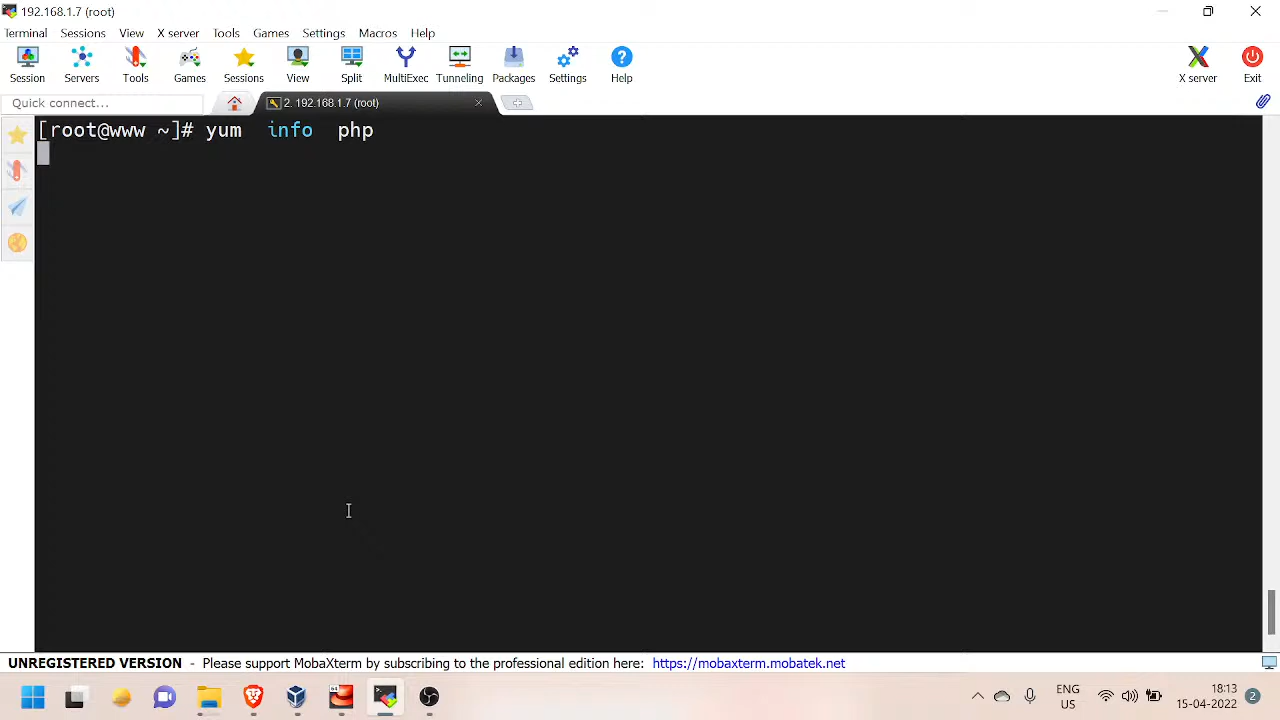 192.168.1.7 (root)
Terminal Sessions View X server Tools Games Settings Macros Help
Session Servers Tools Games Sessions View Split MultiExec Tunneling Packages Settings Help X server Exit
Quick connect... 2. 192.168.1.7 (root)
[root@www ~]# yum  info  php
UNREGISTERED VERSION - Please support MobaXterm by subscribing to the professional edition here: https://mobaxterm.mobatek.net
ENG 18:13
US 15-04-2022 2